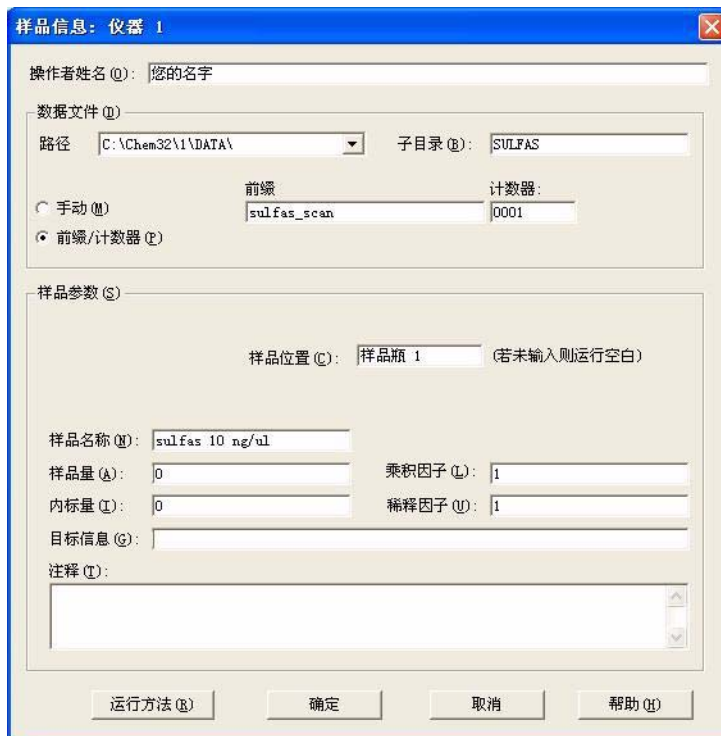 样品信息: 仪器 1
操作者姓名(O): 您的名字
数据文件(D)
路径 C:\Chem32\1\DATA\ 子目录(B): SULFAS
前缀 计数器:
手动(M) sulfas_scan 0001
前缀/计数器(P)
样品参数(S)
样品位置(C): 样品瓶 1 (若未输入则运行空白)
样品名称(N): sulfas 10 ng/ul
样品量(A): 0 乘积因子(L): 1
内标量(I): 0 稀释因子(U): 1
目标信息(G):
注释(T):
运行方法(R) 确定 取消 帮助(H)